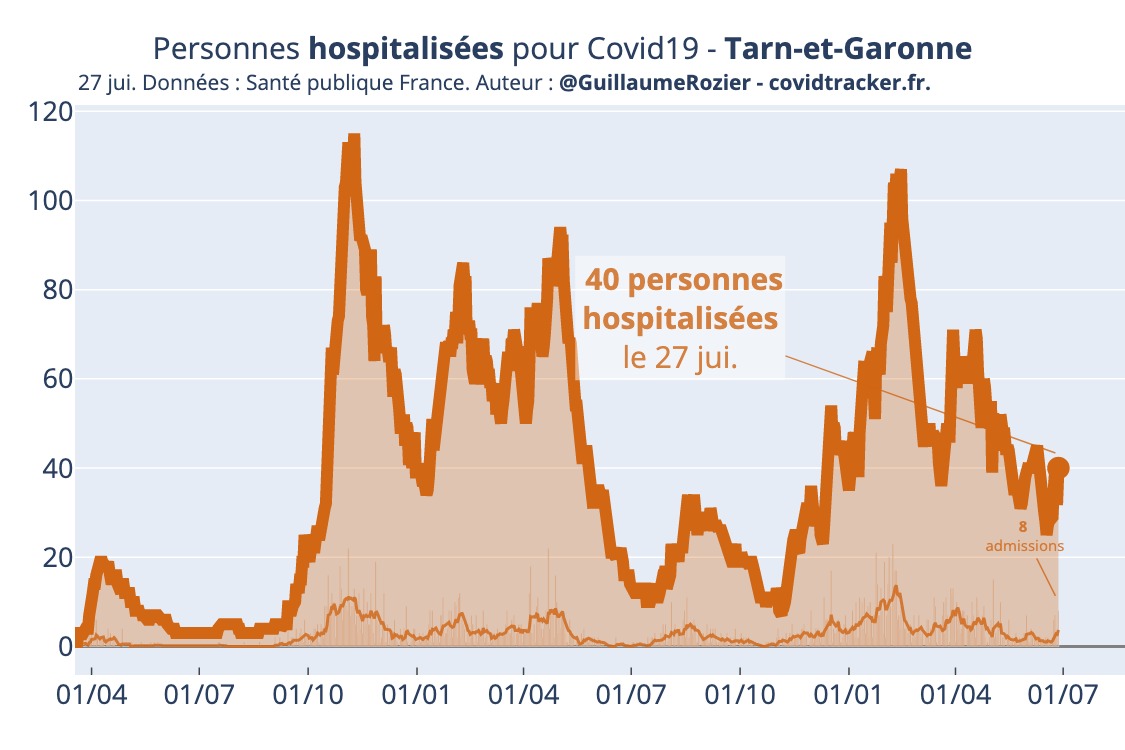 Personnes hospitalisées pour Covid19 - Tarn-et-Garonne
27 jui. Données : Santé publique France. Auteur : @GuillaumeRozier - covidtracker.fr.
120
100
80
60
40
20
0
40 personnes
hospitalisées
le 27 jui.
8
admissions
01/04 01/07 01/10 01/01 01/04 01/07 01/10 01/01 01/04 01/07